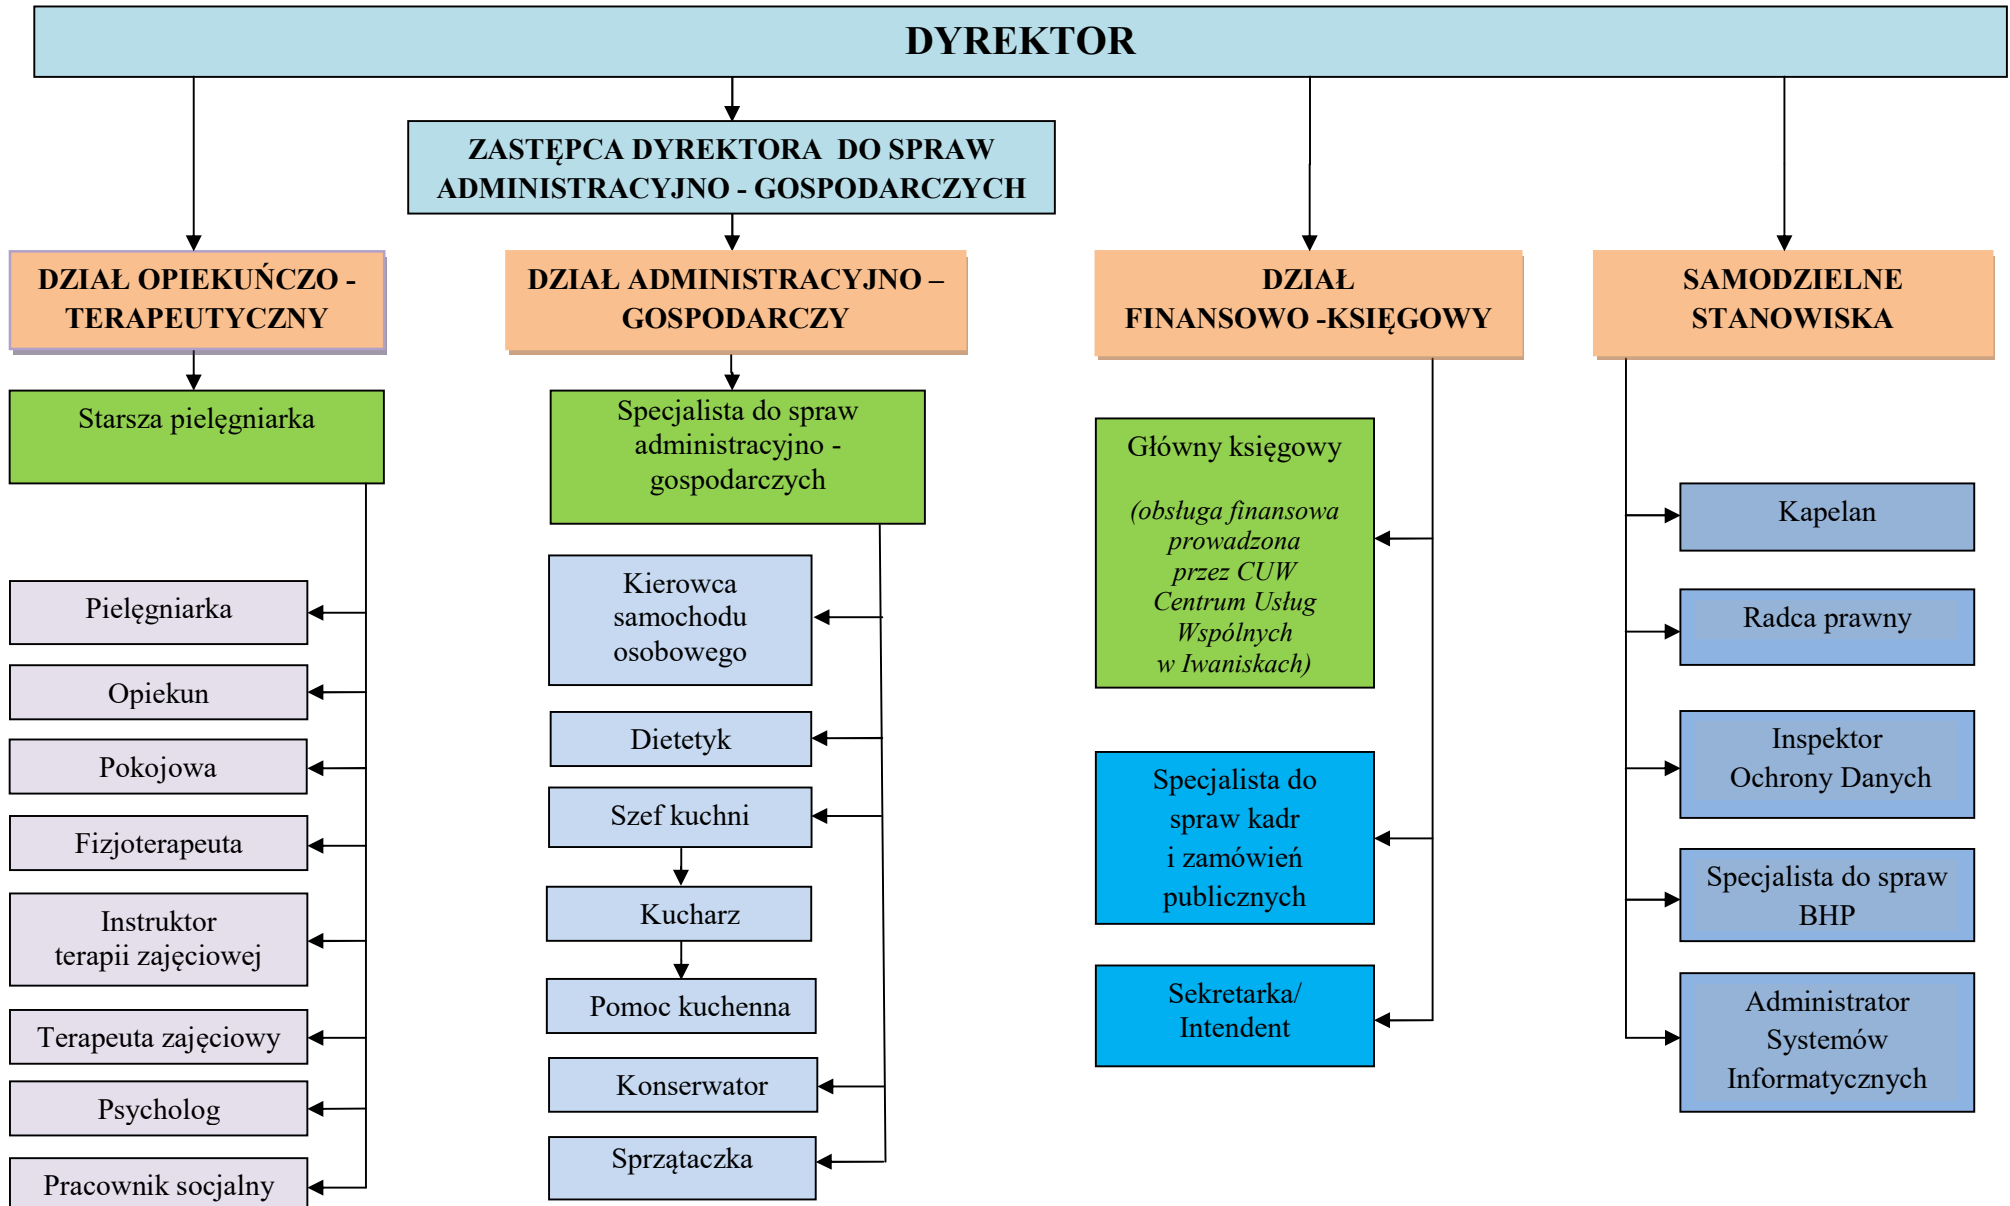 DYREKTOR
ZASTĘPCA DYREKTORA DO SPRAW
ADMINISTRACYJNO - GOSPODARCZYCH
DZIAŁ OPIEKUŃCZO -
TERAPEUTYCZNY
Starsza pielęgniarka
Pielęgniarka
Opiekun
Pokojowa
Fizjoterapeuta
Instruktor
terapii zajęciowej
Terapeuta zajęciowy
Psycholog
Pracownik socjalny
DZIAŁ ADMINISTRACYJNO –
GOSPODARCZY
Specjalista do spraw
administracyjno -
gospodarczych
Kierowca
samochodu
osobowego
Dietetyk
Szef kuchni
Kucharz
Pomoc kuchenna
Konserwator
Sprzątaczka
DZIAŁ
FINANSOWO -KSIĘGOWY
Główny księgowy
(obsługa finansowa
prowadzona
przez CUW
Centrum Usług
Wspólnych
w Iwaniskach)
Specjalista do
spraw kadr
i zamówień
publicznych
Sekretarka/
Intendent
SAMODZIELNE
STANOWISKA
Kapelan
Radca prawny
Inspektor
Ochrony Danych
Specjalista do spraw
BHP
Administrator
Systemów
Informatycznych